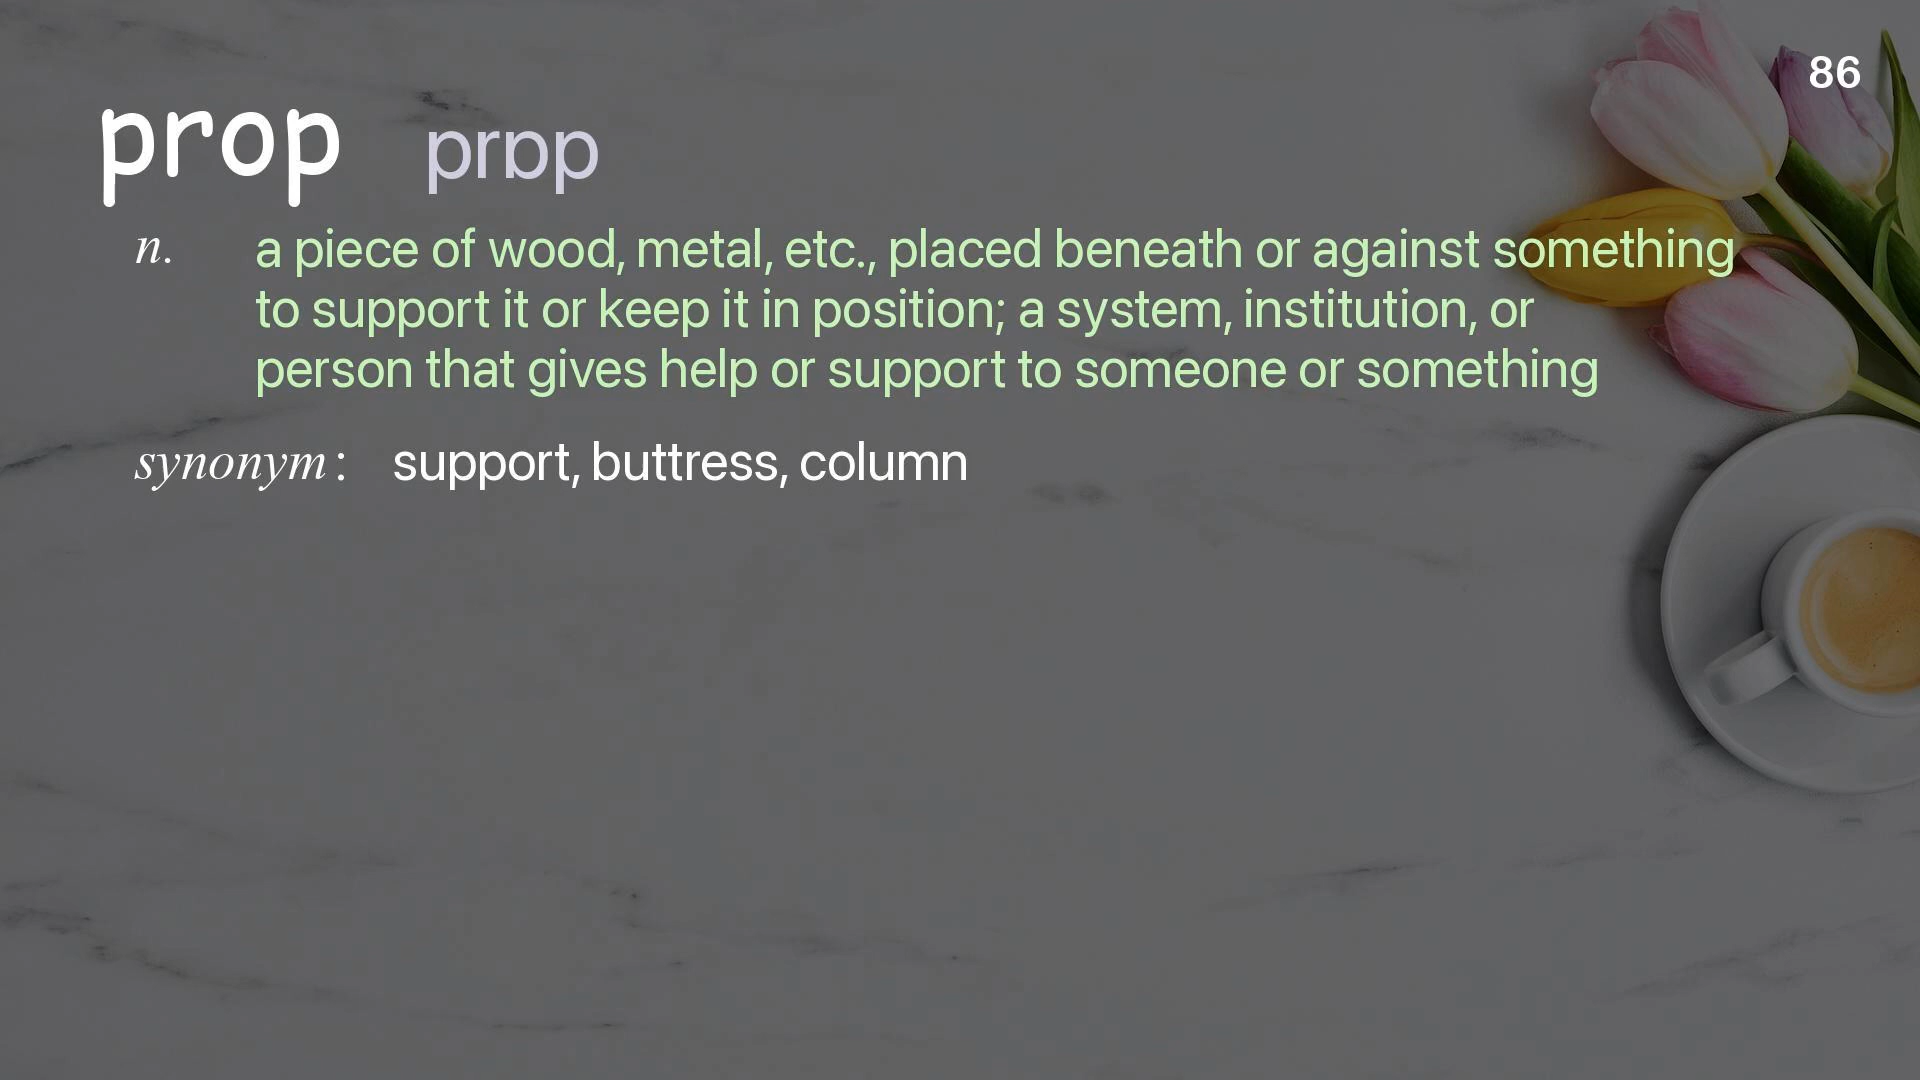 86
prop prɒp
n. a piece of wood, metal, etc., placed beneath or against something
to support it or keep it in position; a system, institution, or
person that gives help or support to someone or something
synonym : support, buttress, column